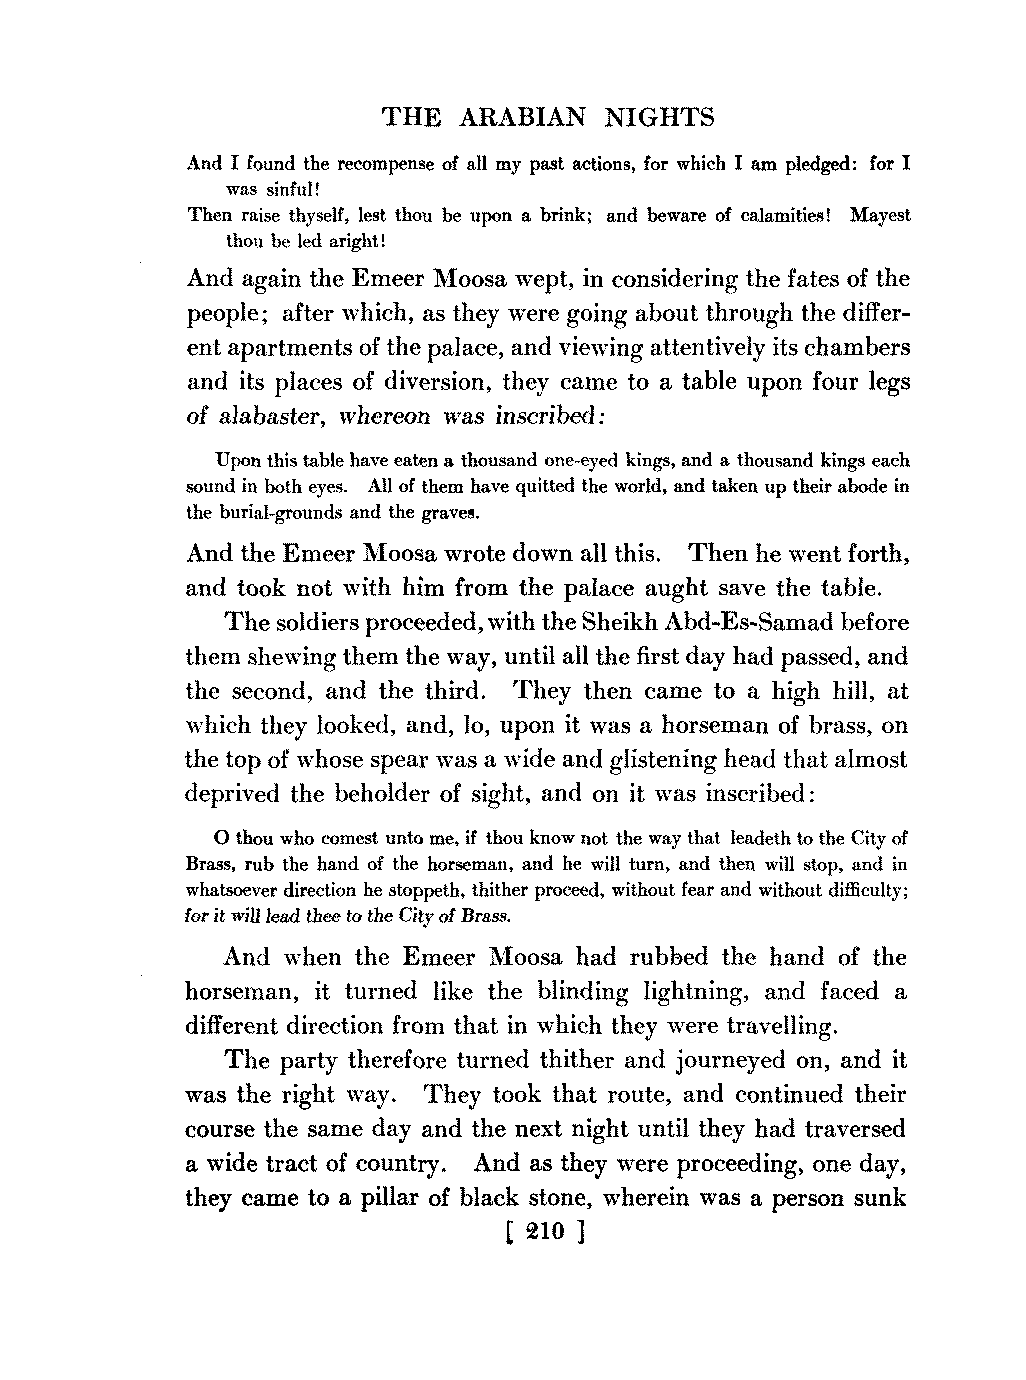 THE ARABIAN NIGHTS
And I found the recompense of all my past actions, for which I am pledged: for I
was sinful!
Then raise thyself, lest thou be upon a brink; and beware of calamities! Mayest
thou be led aright!
And again the Emeer Moosa wept, in considering the fates of the
people; after which, as they were going about through the differ-
ent apartments of the palace, and viewing attentively its chambers
and its places of diversion, they came to a table upon four legs
of alabaster, whereon was inscribed:
Upon this table have eaten a thousand one-eyed kings, and a thousand kings each
sound in both eyes. All of them have quitted the world, and taken up their abode in
the burial-grounds and the graves.
And the Emeer Moosa wrote down all this. Then he went forth,
and took not with him from the palace aught save the table.
The soldiers proceeded, with the Sheikh Abd-Es-Samad before
them shewing them the way, until all the first day had passed, and
the second, and the third. They then came to a high hill, at
which they looked, and, lo, upon it was a horseman of brass, on
the top of whose spear was a wide and glistening head that almost
deprived the beholder of sight, and on it was inscribed:
O thou who comest unto me, if thou know not the way that leadeth to the City of
Brass, rub the hand of the horseman, and he will turn, and then will stop, and in
whatsoever direction he stoppeth, thither proceed, without fear and without difficulty;
for it will lead thee to the City of Brass.
And when the Emeer Moosa had rubbed the hand of the
horseman, it turned like the blinding lightning, and faced a
different direction from that in which they were travelling.
The party therefore turned thither and journeyed on, and it
was the right way. They took that route, and continued their
course the same day and the next night until they had traversed
a wide tract of country. And as they were proceeding, one day,
they came to a pillar of black stone, wherein was a person sunk
[ 210 ]